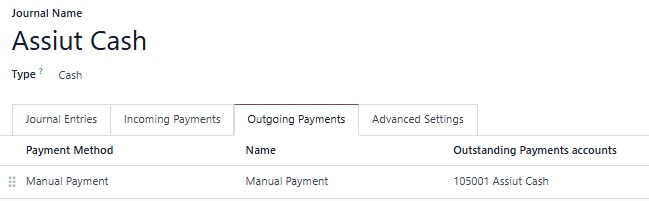 Journal Name
Assiut Cash
Type ? Cash
Journal Entries Incoming Payments Outgoing Payments Advanced Settings
Payment Method Name Outstanding Payments accounts
Manual Payment Manual Payment 105001 Assiut Cash